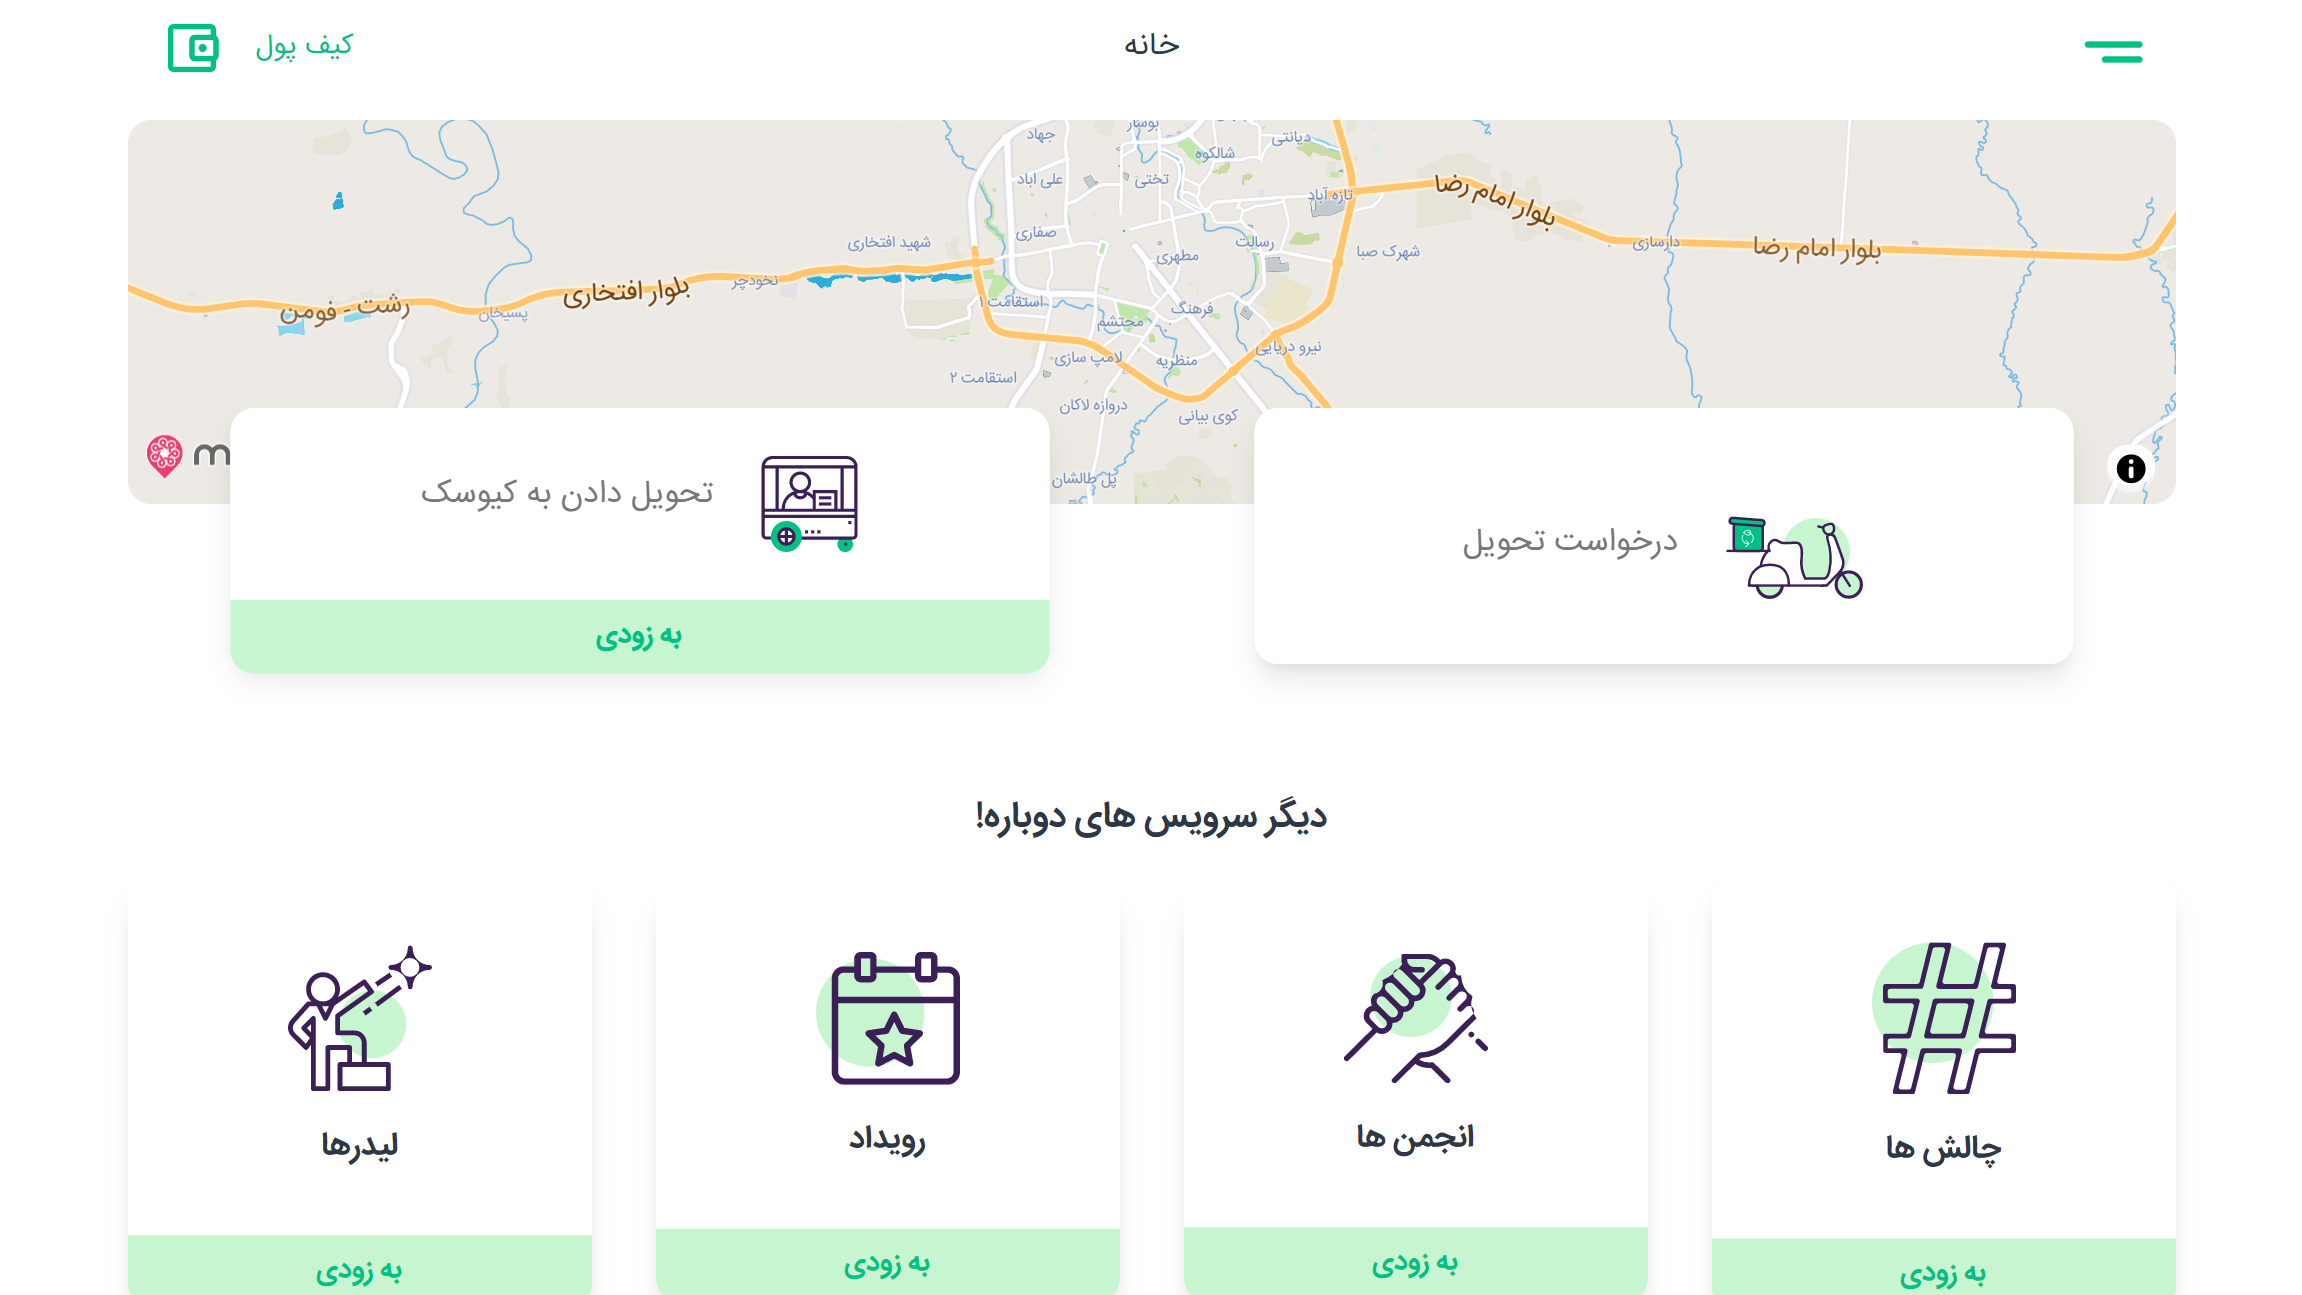 خانه
کیف پول
جهاد
دیانتی
شالکوه
علی آباد
تختی
تازه آباد
بلوار امام رضا
صفاری
رسالت
شهید افتخاری
شهرک صبا
دارسازی
بلوار امام رضا
مطهری
نخودچر
بلوار افتخاری
استقامت ۱
رشت - فومن
پسیخان
فرهنگ
محتشم
نیرو دریایی
لامپ سازی
منظریه
استقامت ۲
دروازه لاکان
کوی بیانی
پل طالشان
m
درخواست تحویل
تحویل دادن به کیوسک
به زودی
دیگر سرویس های دوباره!
چالش ها
انجمن ها
رویداد
لیدرها
به زودی
به زودی
به زودی
به زودی